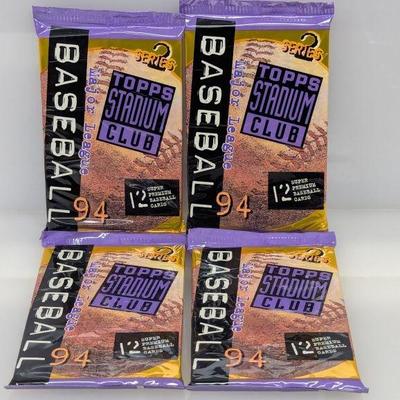 SERIES 2
TOPPS
STADIUM
CLUB
BASEBALL
Major League
94
12 SUPER
PREMIUM
BASEBALL
CARDS
SERIES 2
TOPPS
STADIUM
CLUB
BASEBALL
Major League
94
12 SUPER
PREMIUM
BASEBALL
CARDS
SERIES 2
TOPPS
STADIUM
CLUB
BASEBALL
Major League
94
12 SUPER
PREMIUM
BASEBALL
CARDS
SERIES 2
TOPPS
STADIUM
CLUB
BASEBALL
Major League
94
12 SUPER
PREMIUM
BASEBALL
CARDS